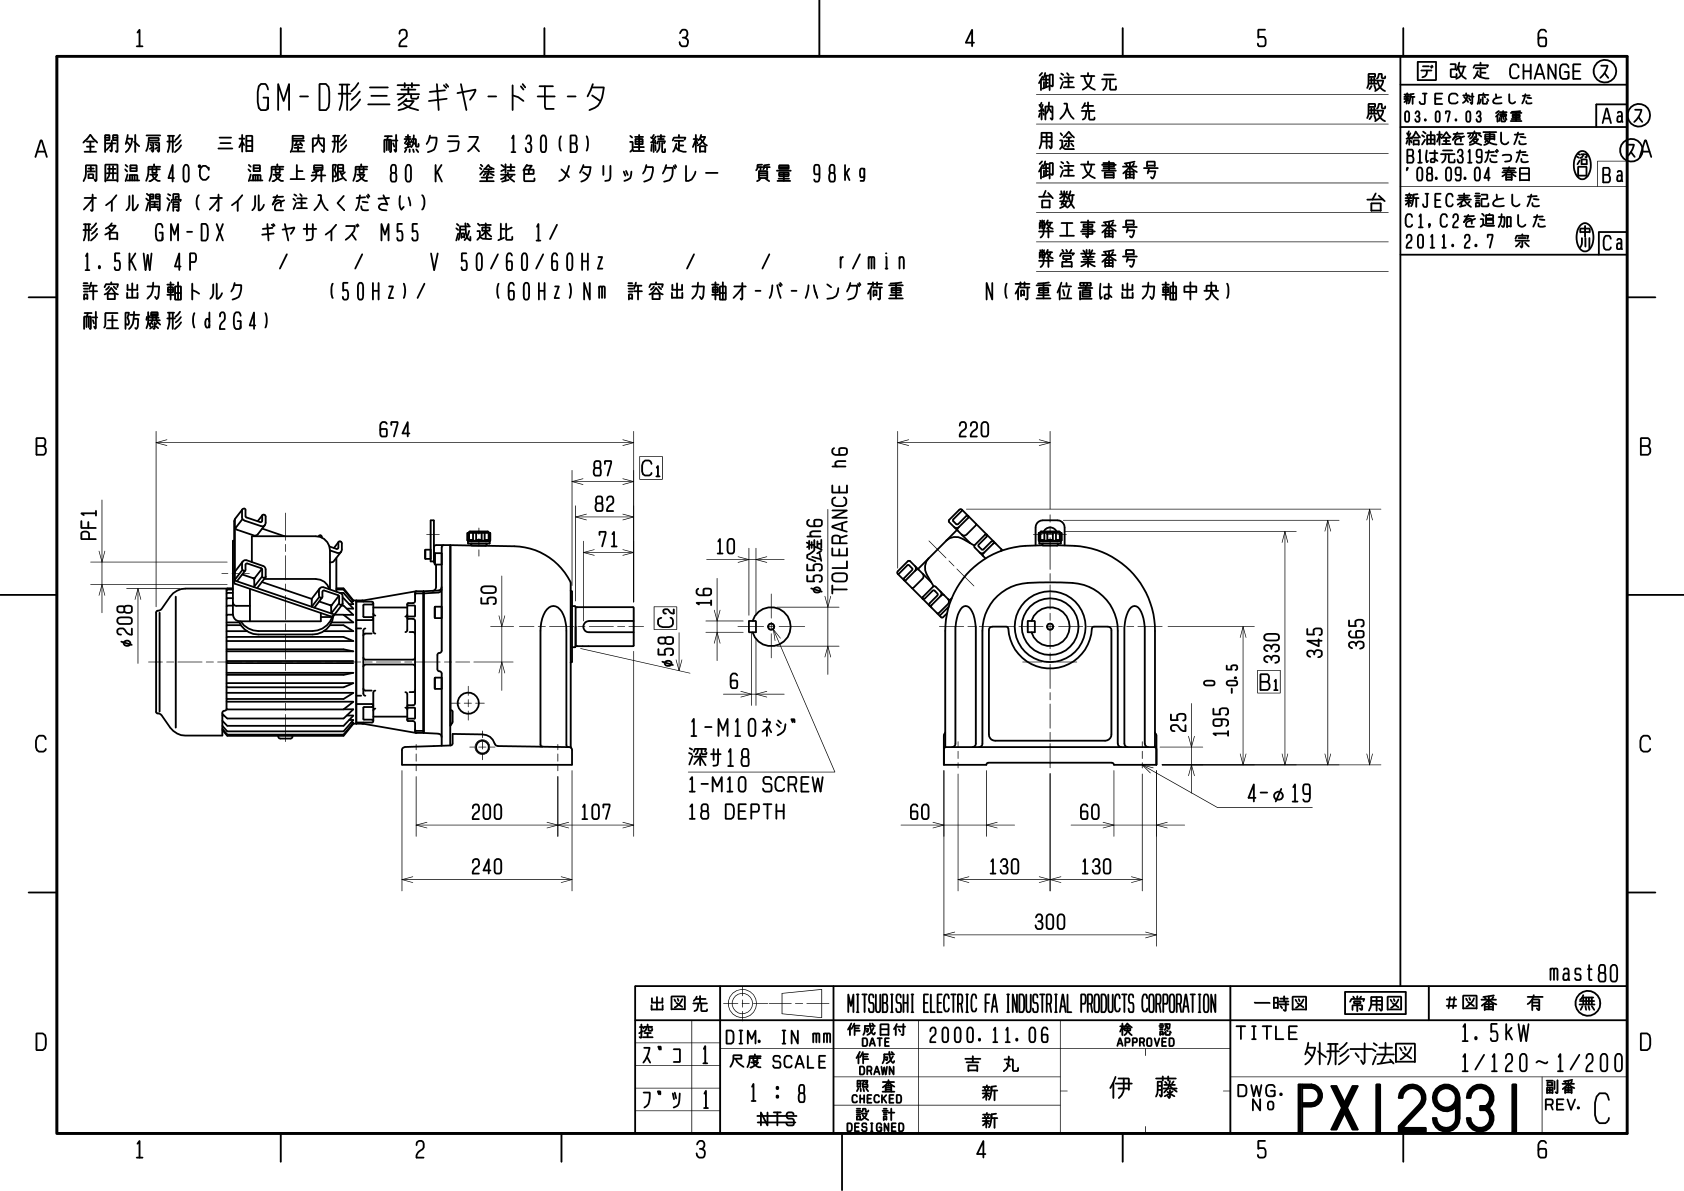 1 2 3 4 5 6
GM-D形三菱ギヤードモータ
全閉外扇形 三相 屋内形 耐熱クラス 130(B) 連続定格
周囲温度40℃ 温度上昇限度 80 K 塗装色 メタリックグレー 質量 98kg
オイル潤滑(オイルを注入ください)
形名 GM-DX ギヤサイズ M55 減速比 1/
1.5KW 4P / / V 50/60/60Hz / / r/min
許容出力軸トルク (50Hz)/ (60Hz)Nm 許容出力軸オーバーハング荷重 N(荷重位置は出力軸中央)
耐圧防爆形(d2G4)
御注文元 殿
納入先 殿
用途
御注文書番号
台数 台
弊工事番号
弊営業番号
デ 改定 CHANGE ス
新JEC対応とした
03.07.03 徳重 Aa ス
給油栓を変更した
B1は元319だった
'08.09.04 春日 Ba ス
新JEC表記とした
C1,C2を追加した
2011.2.7 宗 Ca
A A
B B
C C
D D
674
87 C1
82
71
PF1
φ208
50
φ58 C2
200 107
240
10
16
6
φ55公差h6
TOLERANCE h6
1-M10ネジ
深サ18
1-M10 SCREW
18 DEPTH
220
25
195 0 -0.5
330 B1
345
365
4-φ19
60 60
130 130
300
mast80
出図先
控
ズコ 1
ブツ 1
DIM. IN mm
尺度 SCALE
1 : 8
NTS
MITSUBISHI ELECTRIC FA INDUSTRIAL PRODUCTS CORPORATION
作成日付 DATE 2000.11.06
作成 DRAWN 吉丸
照査 CHECKED 新
設計 DESIGNED 新
検認 APPROVED
伊藤
一時図 常用図 #図番 有 無
TITLE 1.5kW
外形寸法図 1/120~1/200
DWG. No PX12931 副番 REV. C
1 2 3 4 5 6